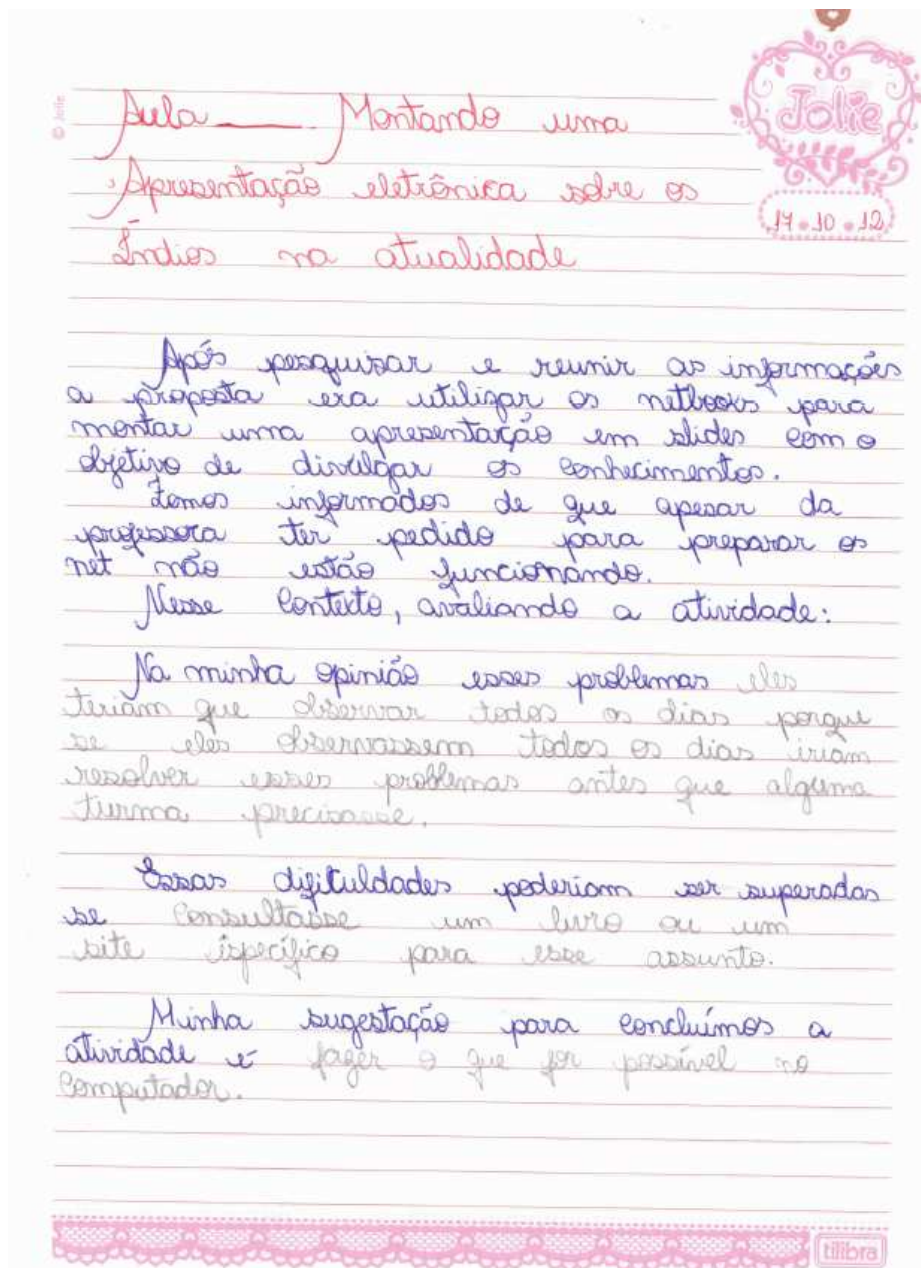 Jolie
© Jolie
17.10.12
Aula ____ Montando uma
Apresentação eletrônica sobre os
Índios na atualidade
Após pesquisar e reunir as informações
a proposta era utilizar os netbooks para
montar uma apresentação em slides com o
objetivo de divulgar os conhecimentos.
Fomos informados de que apesar da
professora ter pedido para preparar os
net não estão funcionando.
Nesse contexto, avaliando a atividade:
Na minha opinião esses problemas eles
teriam que observar todos os dias porque
se eles observassem todos os dias iriam
resolver esses problemas antes que alguma
turma precisasse.
Essas dificuldades poderiam ser superadas
se consultasse um livro ou um
site ispecífico para esse assunto.
Minha sugestação para concluímos a
atividade é fazer o que for possível no
computador.
tilibra